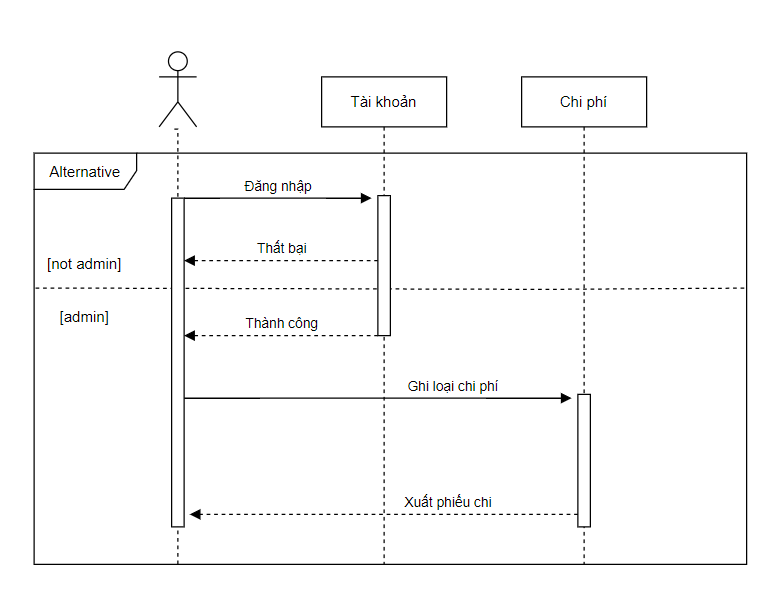 Tài khoản
Chi phí
Alternative
Đăng nhập
Thất bại
[not admin]
[admin]
Thành công
Ghi loại chi phí
Xuất phiếu chi